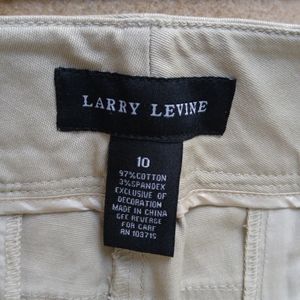 LARRY LEVINE
10
97%COTTON
3%SPANDEX
EXCLUSIVE OF
DECORATION
MADE IN CHINA
SEE REVERSE
FOR CARE
RN 103715